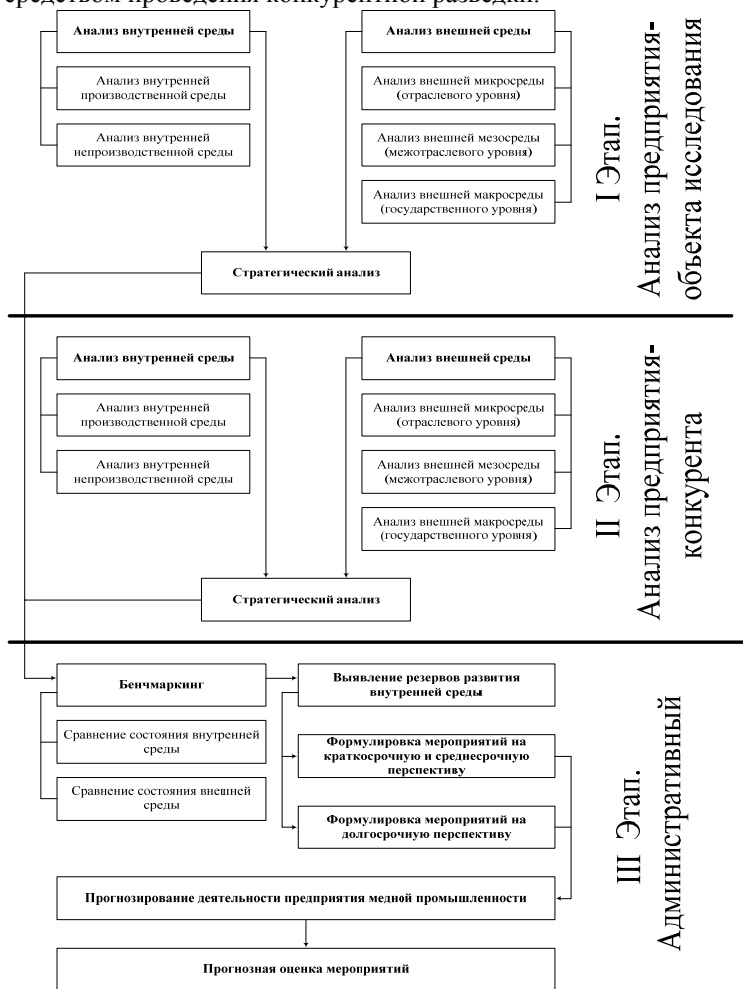 средством проведения конкурентной разведки.
Анализ внутренней среды
Анализ внутренней
производственной среды
Анализ внутренней
непроизводственной среды
Анализ внешней среды
Анализ внешней микросреды
(отраслевого уровня)
Анализ внешней мезосреды
(межотраслевого уровня)
Анализ внешней макросреды
(государственного уровня)
Стратегический анализ
I Этап.
Анализ предприятия-
объекта исследования
Анализ внутренней среды
Анализ внутренней
производственной среды
Анализ внутренней
непроизводственной среды
Анализ внешней среды
Анализ внешней микросреды
(отраслевого уровня)
Анализ внешней мезосреды
(межотраслевого уровня)
Анализ внешней макросреды
(государственного уровня)
Стратегический анализ
II Этап.
Анализ предприятия-
конкурента
Бенчмаркинг
Сравнение состояния внутренней
среды
Сравнение состояния внешней
среды
Выявление резервов развития
внутренней среды
Формулировка мероприятий на
краткосрочную и среднесрочную
перспективу
Формулировка мероприятий на
долгосрочную перспективу
Прогнозирование деятельности предприятия медной промышленности
Прогнозная оценка мероприятий
III Этап.
Административный